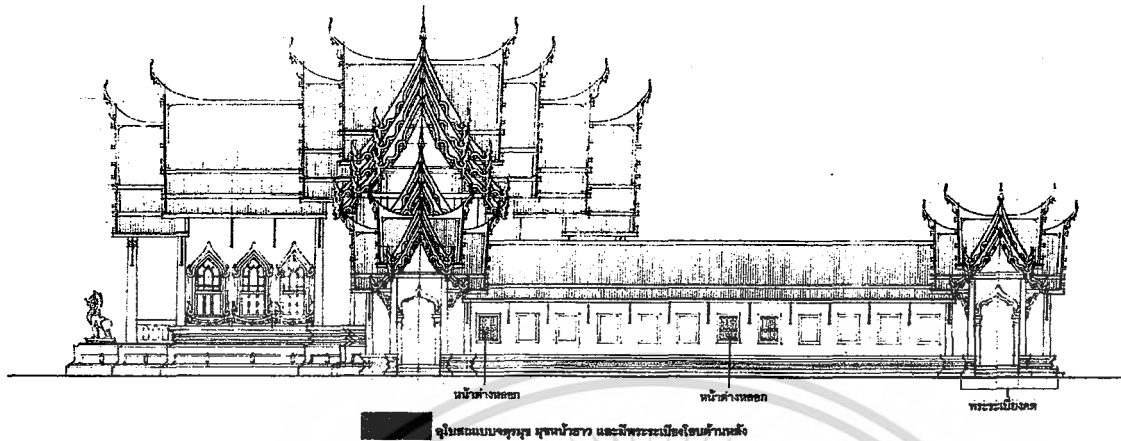 หน้าต่างหลอก
หน้าต่างหลอก
พระระเบียงคด
อุโบสถแบบจตุรมุข มุขหน้ายาว และมีพระระเบียงโอบด้านหลัง